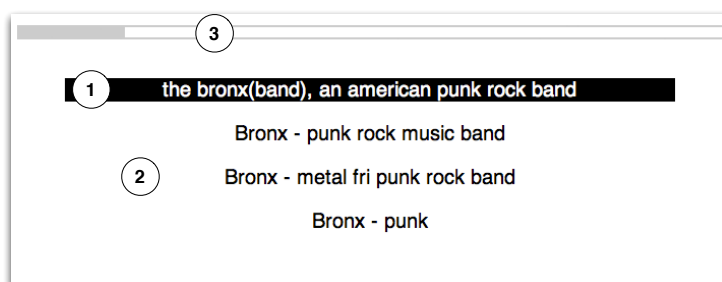 3
1 the bronx(band), an american punk rock band
Bronx - punk rock music band
2 Bronx - metal fri punk rock band
Bronx - punk